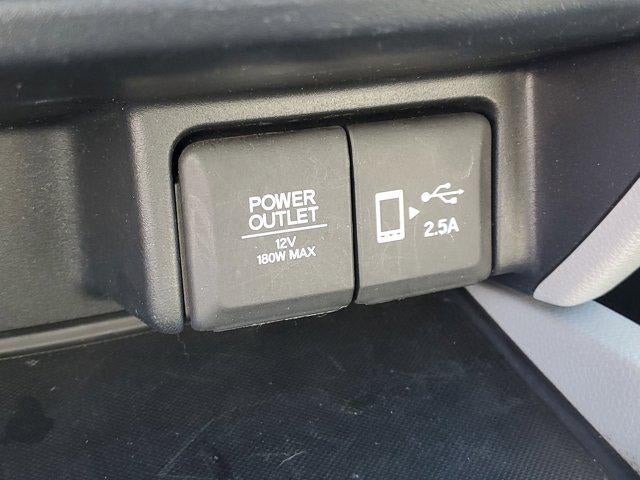 POWER
OUTLET
12V
180W MAX
2.5A